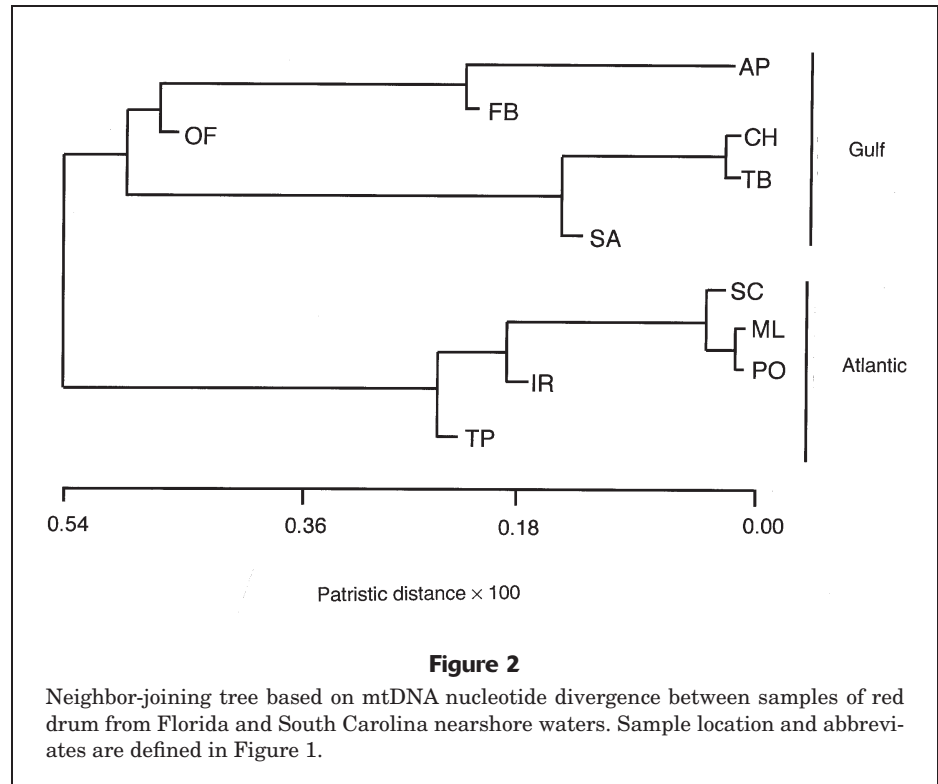 AP
FB
OF
CH
TB
SA
Gulf
SC
ML
PO
IR
TP
Atlantic
0.54 0.36 0.18 0.00
Patristic distance × 100
Figure 2
Neighbor-joining tree based on mtDNA nucleotide divergence between samples of red
drum from Florida and South Carolina nearshore waters. Sample location and abbrevi-
ates are defined in Figure 1.